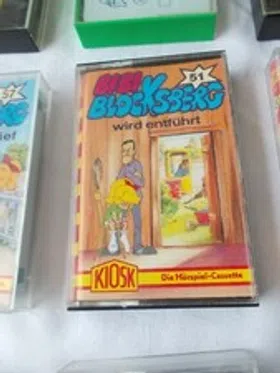 BIBI
51
BLOCKSBERG
wird entführt
KIOSK
Die Hörspiel-Cassette